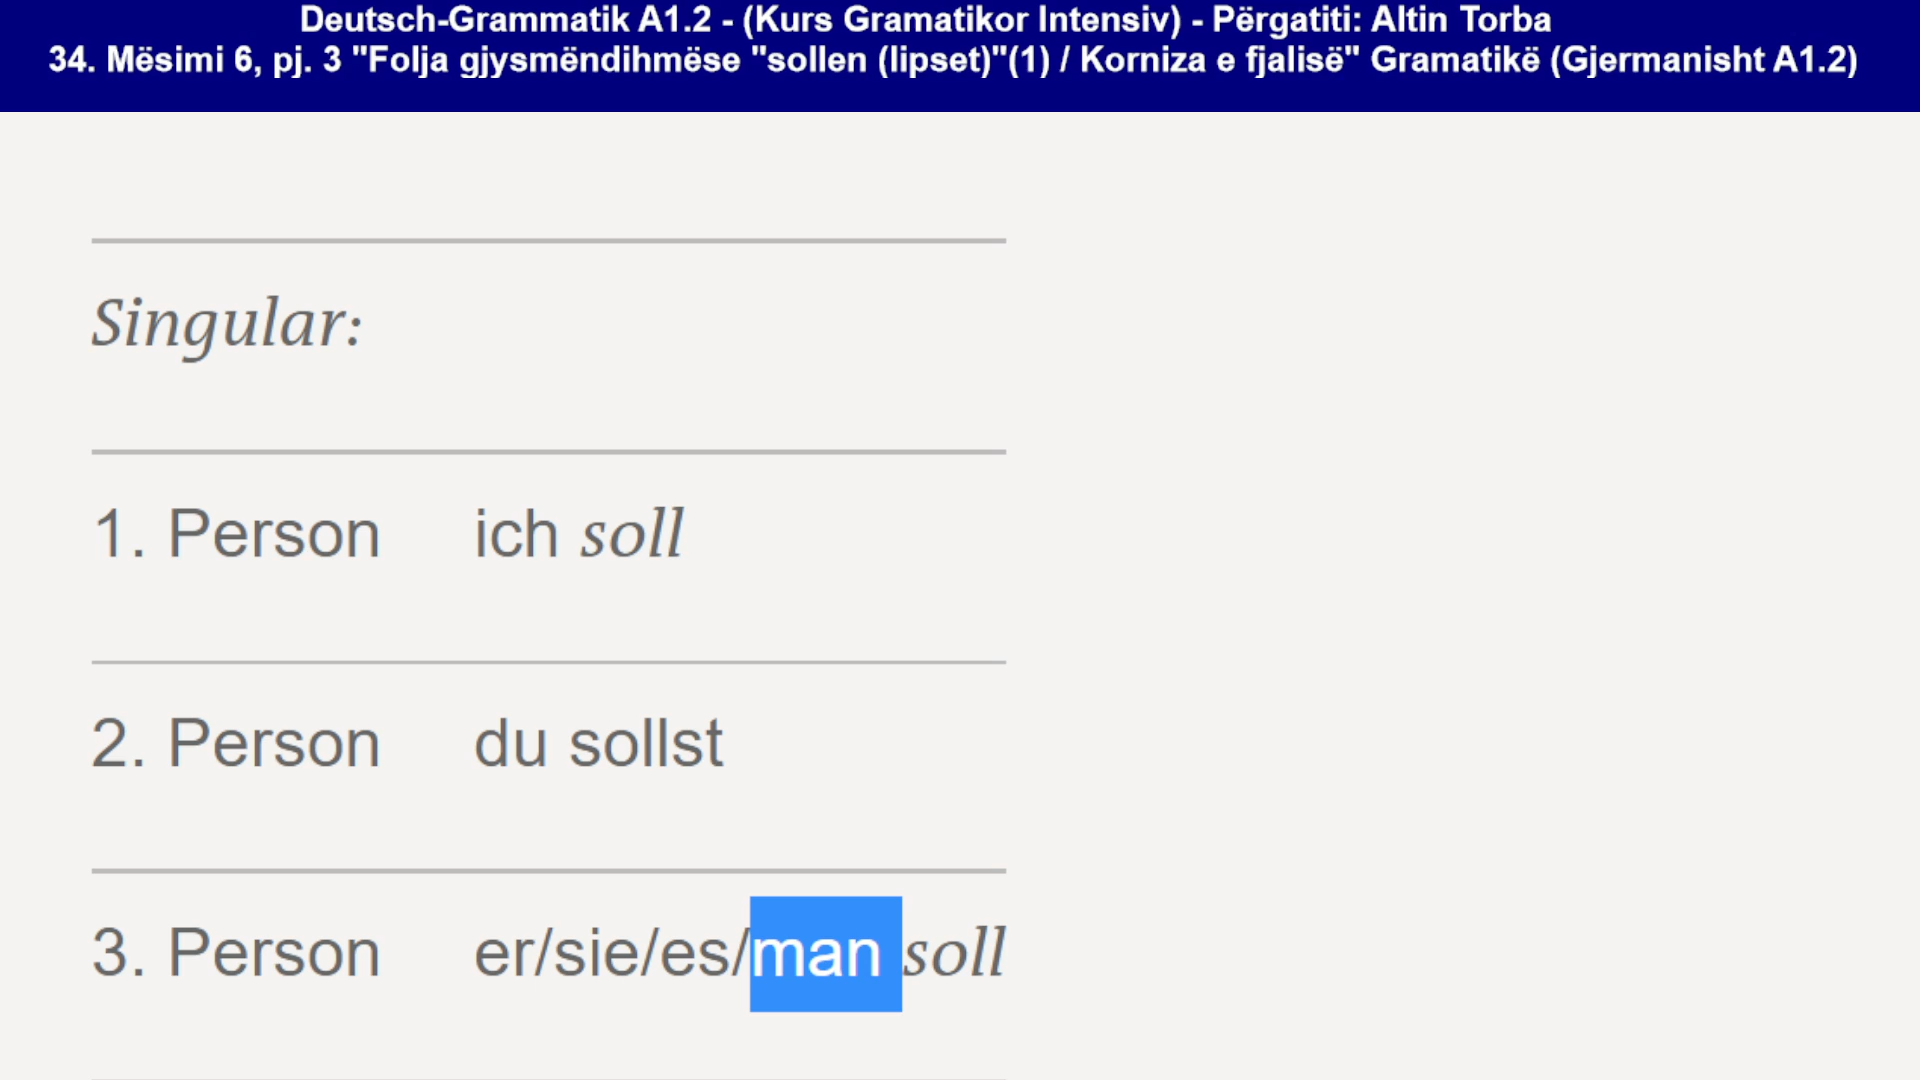 Deutsch-Grammatik A1.2 - (Kurs Gramatikor Intensiv) - Përgatiti: Altin Torba
34. Mësimi 6, pj. 3 "Folja gjysmëndihmëse "sollen (lipset)"(1) / Korniza e fjalisë" Gramatikë (Gjermanisht A1.2)
Singular:
1. Person ich soll
2. Person du sollst
3. Person er/sie/es/man soll